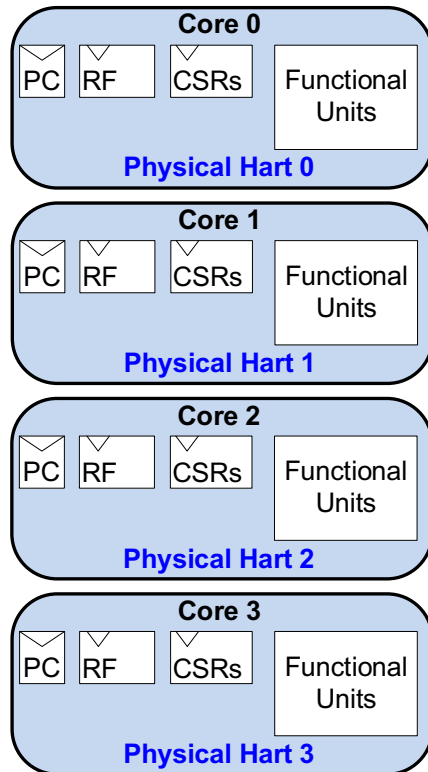 Core 0
PC RF CSRs Functional
Units
Physical Hart 0
Core 1
PC RF CSRs Functional
Units
Physical Hart 1
Core 2
PC RF CSRs Functional
Units
Physical Hart 2
Core 3
PC RF CSRs Functional
Units
Physical Hart 3